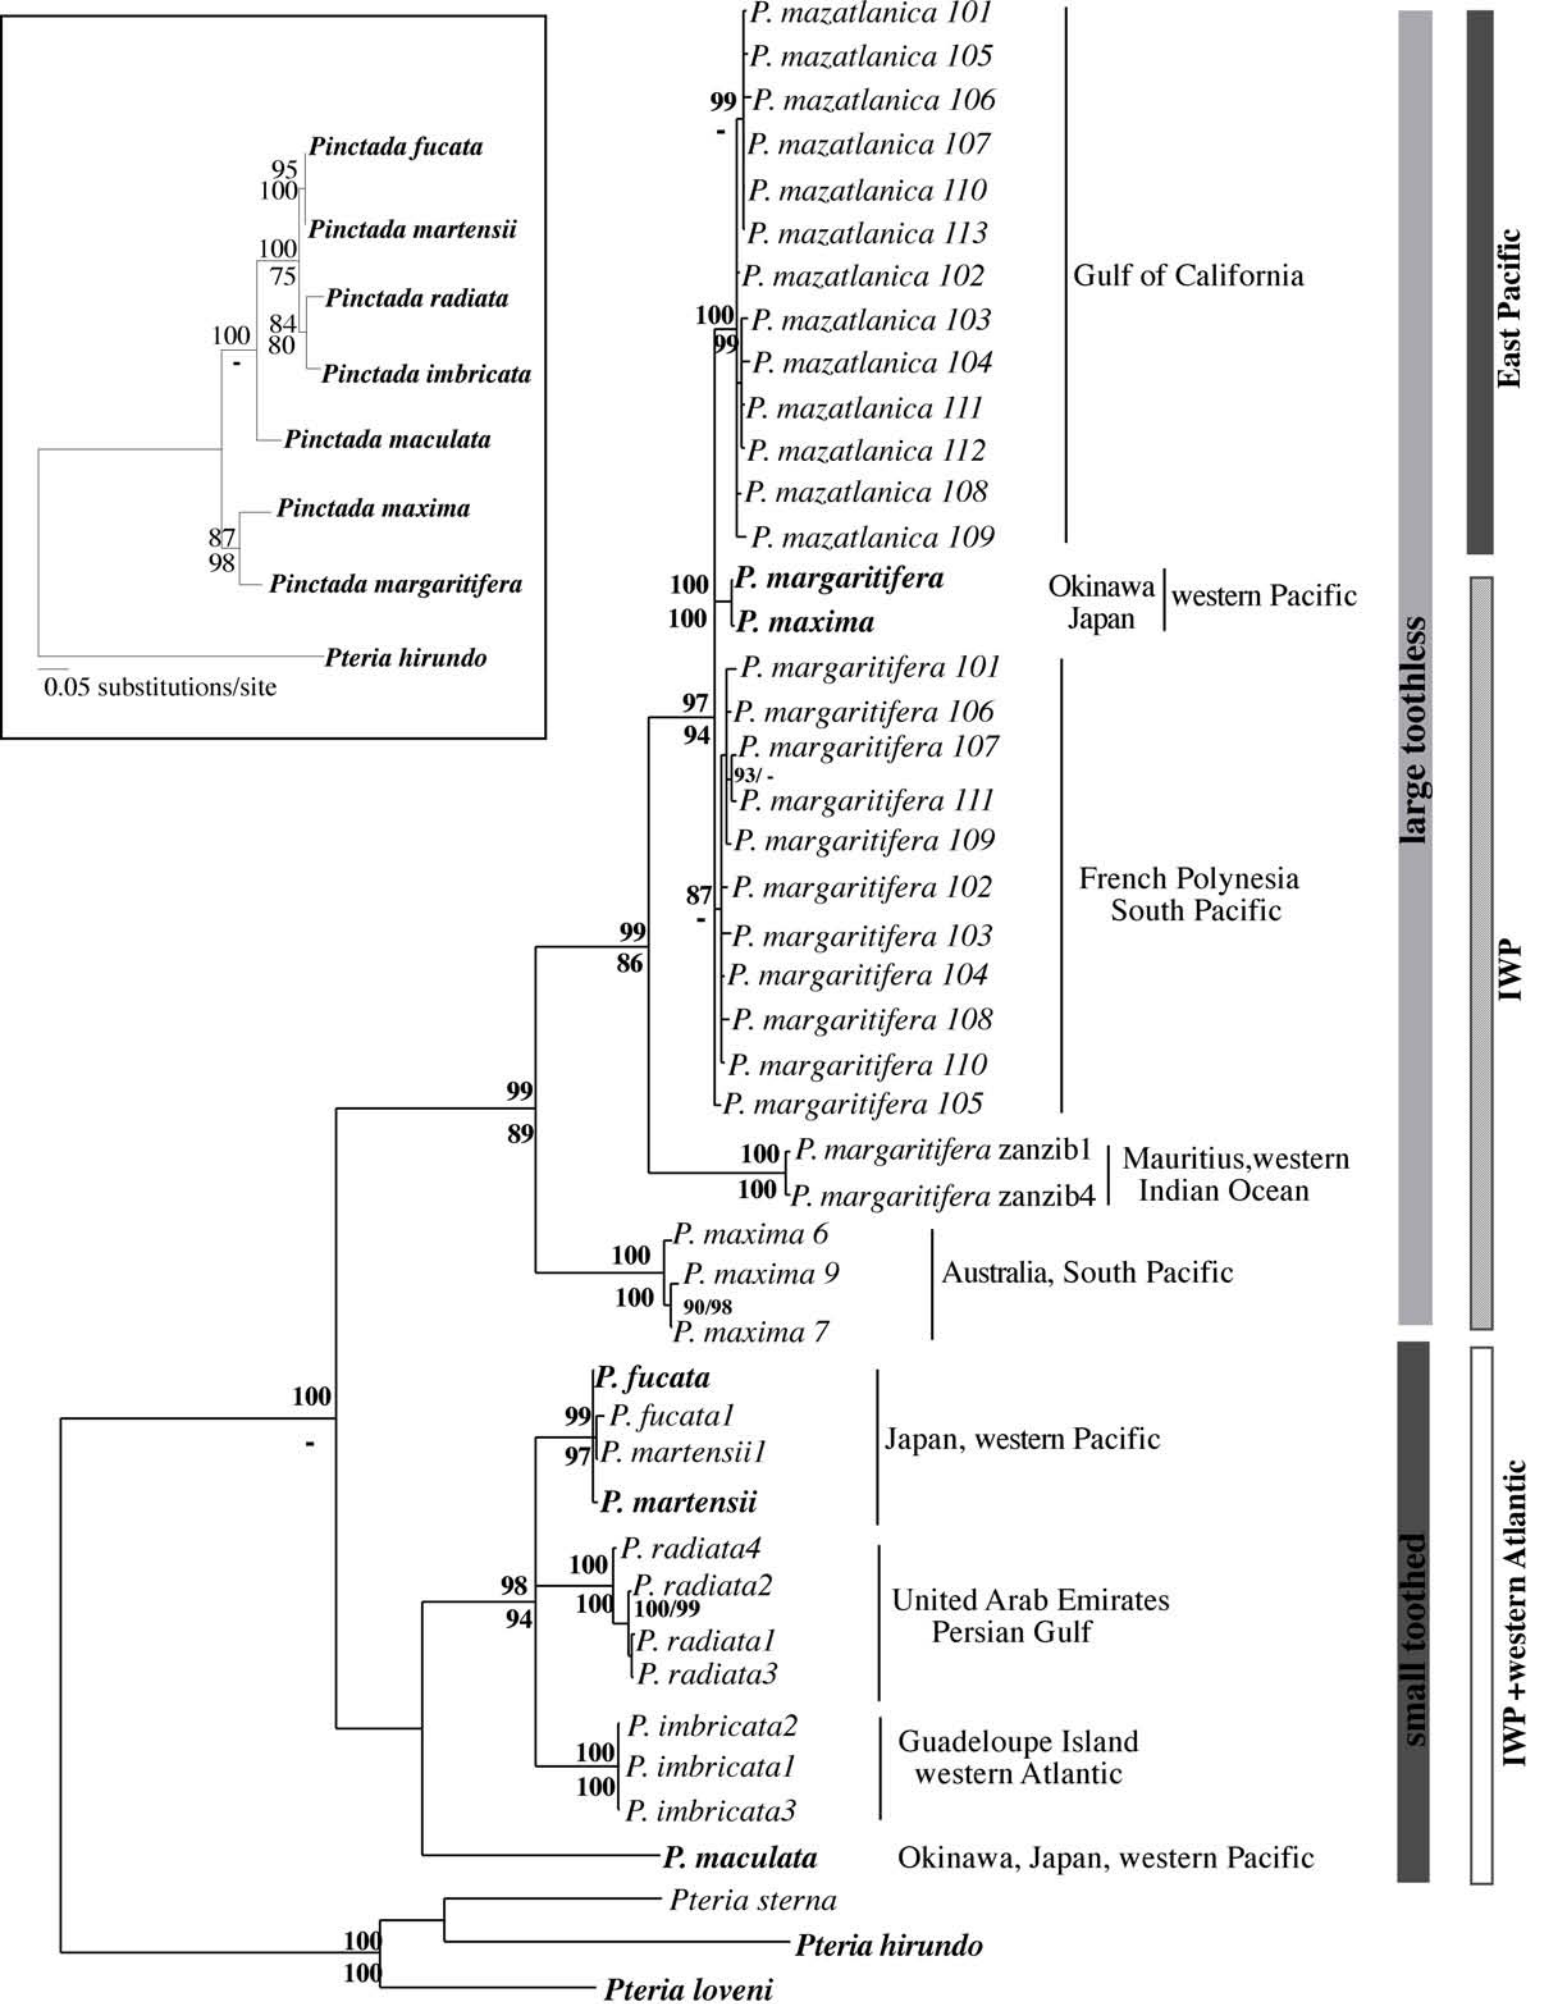 Pinctada fucata
95
100
Pinctada martensii
100
75
Pinctada radiata
84
80
100
-
Pinctada imbricata
Pinctada maculata
Pinctada maxima
87
98
Pinctada margaritifera
Pteria hirundo
0.05 substitutions/site
P. mazatlanica 101
P. mazatlanica 105
99
-
P. mazatlanica 106
P. mazatlanica 107
P. mazatlanica 110
P. mazatlanica 113
P. mazatlanica 102
100
99
P. mazatlanica 103
P. mazatlanica 104
P. mazatlanica 111
P. mazatlanica 112
P. mazatlanica 108
P. mazatlanica 109
Gulf of California
100
100
P. margaritifera
P. maxima
Okinawa
Japan
western Pacific
97
94
P. margaritifera 101
P. margaritifera 106
P. margaritifera 107
93/ -
P. margaritifera 111
P. margaritifera 109
87
-
P. margaritifera 102
P. margaritifera 103
P. margaritifera 104
P. margaritifera 108
P. margaritifera 110
P. margaritifera 105
French Polynesia
South Pacific
99
86
99
89
100
100
P. margaritifera zanzib1
P. margaritifera zanzib4
Mauritius,western
Indian Ocean
100
100
P. maxima 6
P. maxima 9
90/98
P. maxima 7
Australia, South Pacific
100
-
P. fucata
99
97
P. fucata1
P. martensii1
P. martensii
Japan, western Pacific
98
94
100
100
P. radiata4
P. radiata2
100/99
P. radiata1
P. radiata3
United Arab Emirates
Persian Gulf
100
100
P. imbricata2
P. imbricata1
P. imbricata3
Guadeloupe Island
western Atlantic
P. maculata
Okinawa, Japan, western Pacific
100
100
Pteria sterna
Pteria hirundo
Pteria loveni
large toothless
small toothed
East Pacific
IWP
IWP +western Atlantic